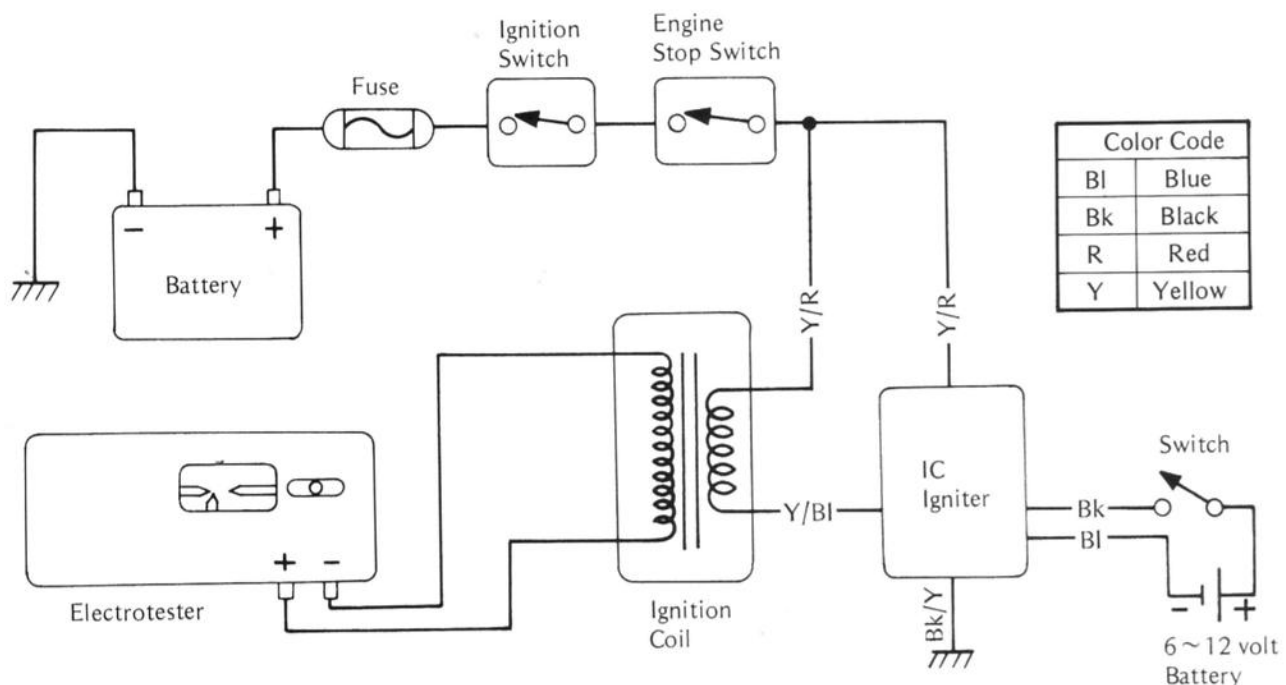 Ignition
Switch
Engine
Stop Switch
Fuse
Color Code
Bl Blue
Bk Black
R Red
Y Yellow
- +
Battery
Y/R
Y/R
IC
Igniter
Switch
Y/Bl
Bk
Bl
+ -
Electrotester
Ignition
Coil
Bk/Y
- +
6~12 volt
Battery